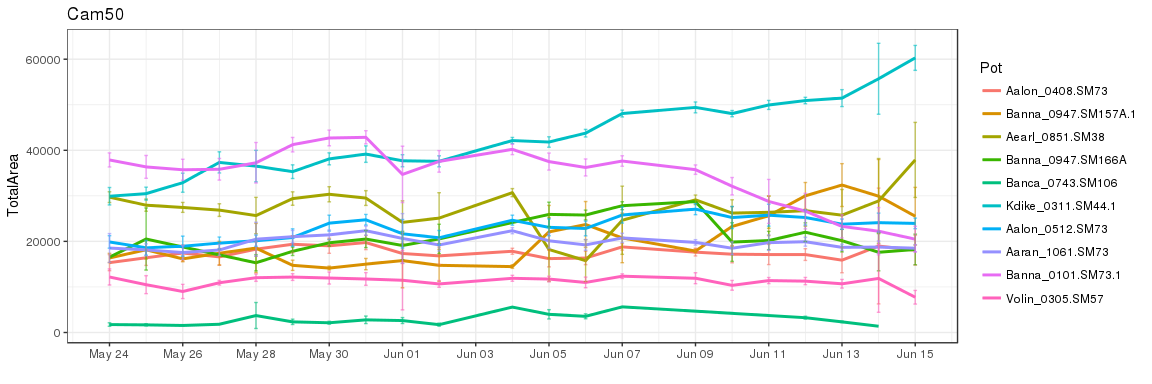 Cam50
TotalArea
60000
40000
20000
0
May 24 May 26 May 28 May 30 Jun 01 Jun 03 Jun 05 Jun 07 Jun 09 Jun 11 Jun 13 Jun 15
Pot
Aalon_0408.SM73
Banna_0947.SM157A.1
Aearl_0851.SM38
Banna_0947.SM166A
Banca_0743.SM106
Kdike_0311.SM44.1
Aalon_0512.SM73
Aaran_1061.SM73
Banna_0101.SM73.1
Volin_0305.SM57